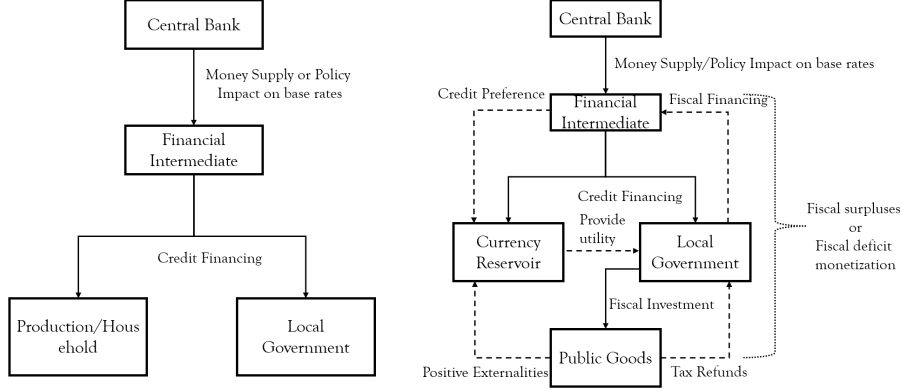 Central Bank
Money Supply or Policy
Impact on base rates
Financial
Intermediate
Credit Financing
Production/Hous
ehold
Local
Government
Central Bank
Money Supply/Policy Impact on base rates
Credit Preference
Financial
Intermediate
Fiscal Financing
Credit Financing
Provide
utility
Currency
Reservoir
Local
Government
Fiscal surpluses
or
Fiscal deficit
monetization
Fiscal Investment
Public Goods
Positive Externalities
Tax Refunds